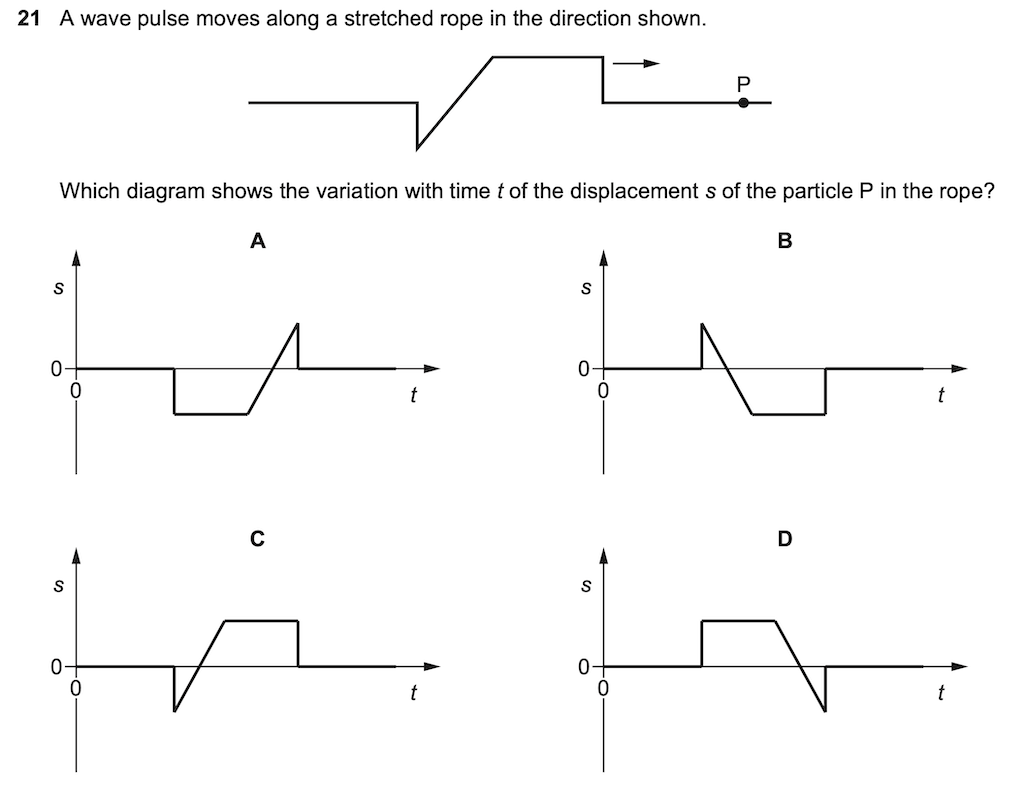 21 A wave pulse moves along a stretched rope in the direction shown.
P
Which diagram shows the variation with time t of the displacement s of the particle P in the rope?
A
B
s
s
0
0
0
0
t
t
C
D
s
s
0
0
0
0
t
t